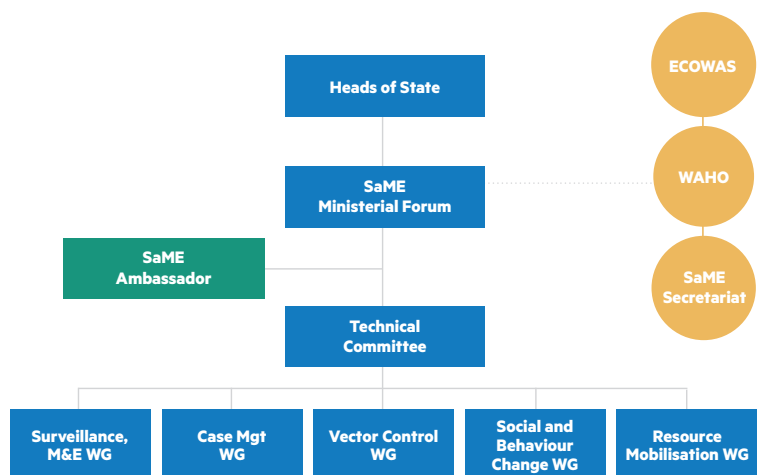 ECOWAS
Heads of State
WAHO
SaME
Ministerial Forum
SaME
Ambassador
SaME
Secretariat
Technical
Committee
Surveillance,
M&E WG
Case Mgt
WG
Vector Control
WG
Social and
Behaviour
Change WG
Resource
Mobilisation WG